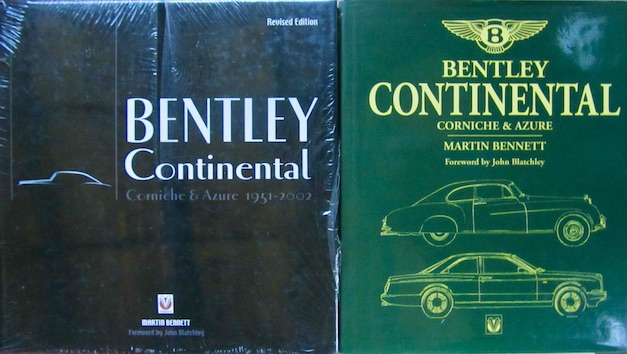 Revised Edition
BENTLEY
Continental
Corniche & Azure 1951-2002
V
MARTIN BENNETT
Foreword by John Blatchley
B
BENTLEY
CONTINENTAL
CORNICHE & AZURE
MARTIN BENNETT
Foreword by John Blatchley
V